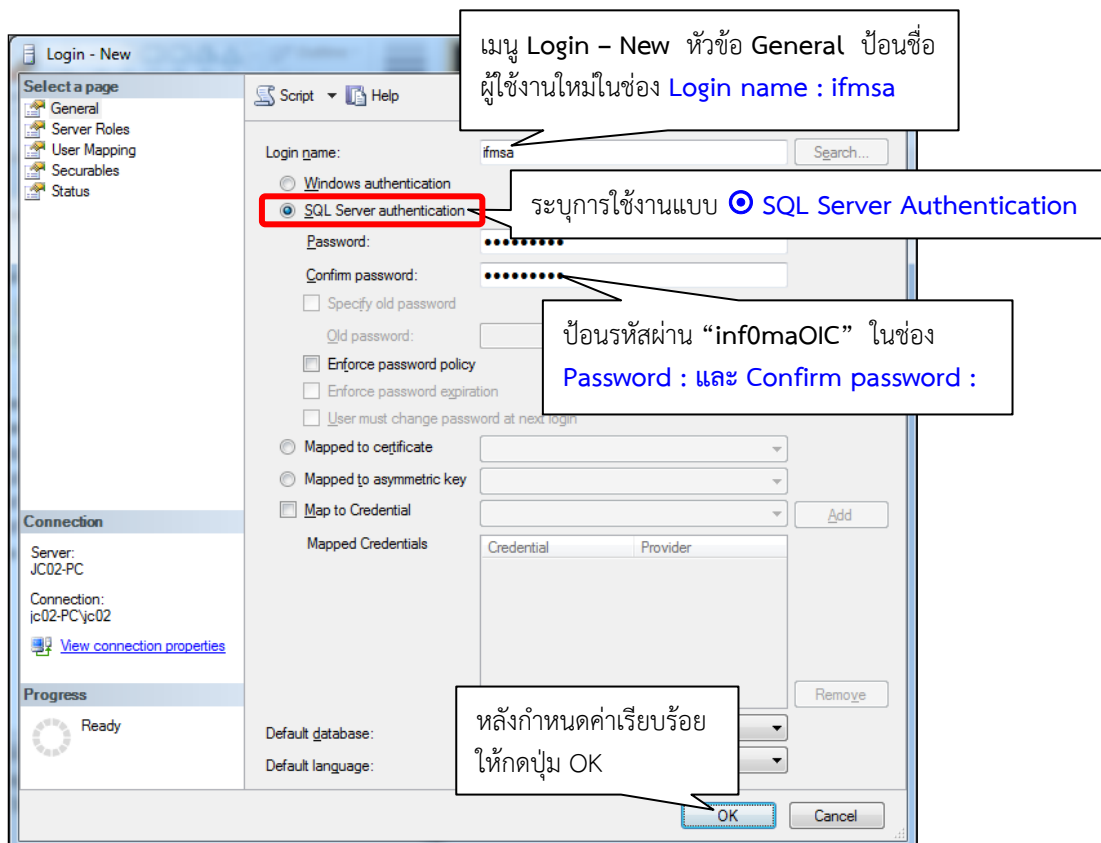 เมนู Login – New หัวข้อ General ป้อนชื่อ
ผู้ใช้งานใหม่ในช่อง Login name : ifmsa
Login - New
Select a page
General
Server Roles
User Mapping
Securables
Status
Script
Help
Login name:
ifmsa
Search...
Windows authentication
SQL Server authentication
ระบุการใช้งานแบบ ⦿ SQL Server Authentication
Password:
●●●●●●●●●
Confirm password:
●●●●●●●●●
Specify old password
Old password:
ป้อนรหัสผ่าน “inf0maOIC” ในช่อง
Password : และ Confirm password :
Enforce password policy
Enforce password expiration
User must change password at next login
Mapped to certificate
Mapped to asymmetric key
Map to Credential
Add
Mapped Credentials
Credential Provider
Connection
Server:
JC02-PC
Connection:
jc02-PC\jc02
View connection properties
Progress
Ready
Remove
หลังกำหนดค่าเรียบร้อย
ให้กดปุ่ม OK
Default database:
Default language:
OK
Cancel